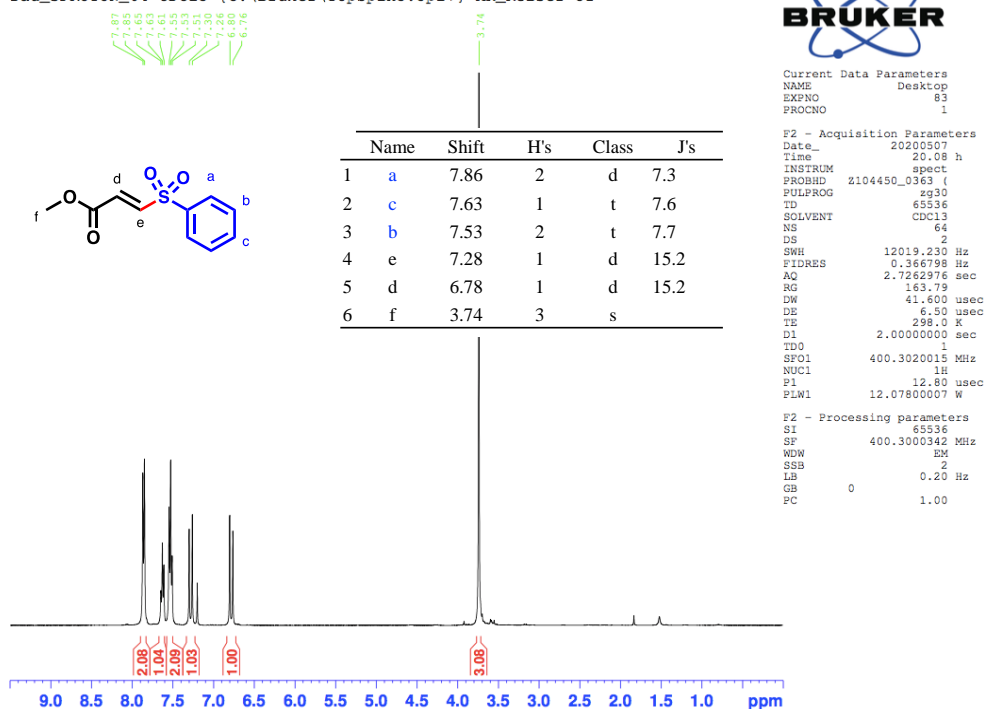 7.87
7.85
7.65
7.63
7.61
7.55
7.53
7.51
7.30
7.26
6.80
6.76
3.74
BRUKER
Current Data Parameters
NAME Desktop
EXPNO 83
PROCNO 1
F2 - Acquisition Parameters
Date_ 20200507
Time 20.08 h
INSTRUM spect
PROBHD Z104450_0363 (
PULPROG zg30
TD 65536
SOLVENT CDCl3
NS 64
DS 2
SWH 12019.230 Hz
FIDRES 0.366798 Hz
AQ 2.7262976 sec
RG 163.79
DW 41.600 usec
DE 6.50 usec
TE 298.0 K
D1 2.00000000 sec
TD0 1
SFO1 400.3020015 MHz
NUC1 1H
P1 12.80 usec
PLW1 12.07800007 W
F2 - Processing parameters
SI 65536
SF 400.3000342 MHz
WDW EM
SSB 2
LB 0.20 Hz
GB 0
PC 1.00
Name Shift H's Class J's
1 a 7.86 2 d 7.3
2 c 7.63 1 t 7.6
3 b 7.53 2 t 7.7
4 e 7.28 1 d 15.2
5 d 6.78 1 d 15.2
6 f 3.74 3 s
O O a
d S b
O
f e c
O
2.08 1.04 2.09 1.03 1.00 3.08
9.0 8.5 8.0 7.5 7.0 6.5 6.0 5.5 5.0 4.5 4.0 3.5 3.0 2.5 2.0 1.5 1.0 ppm